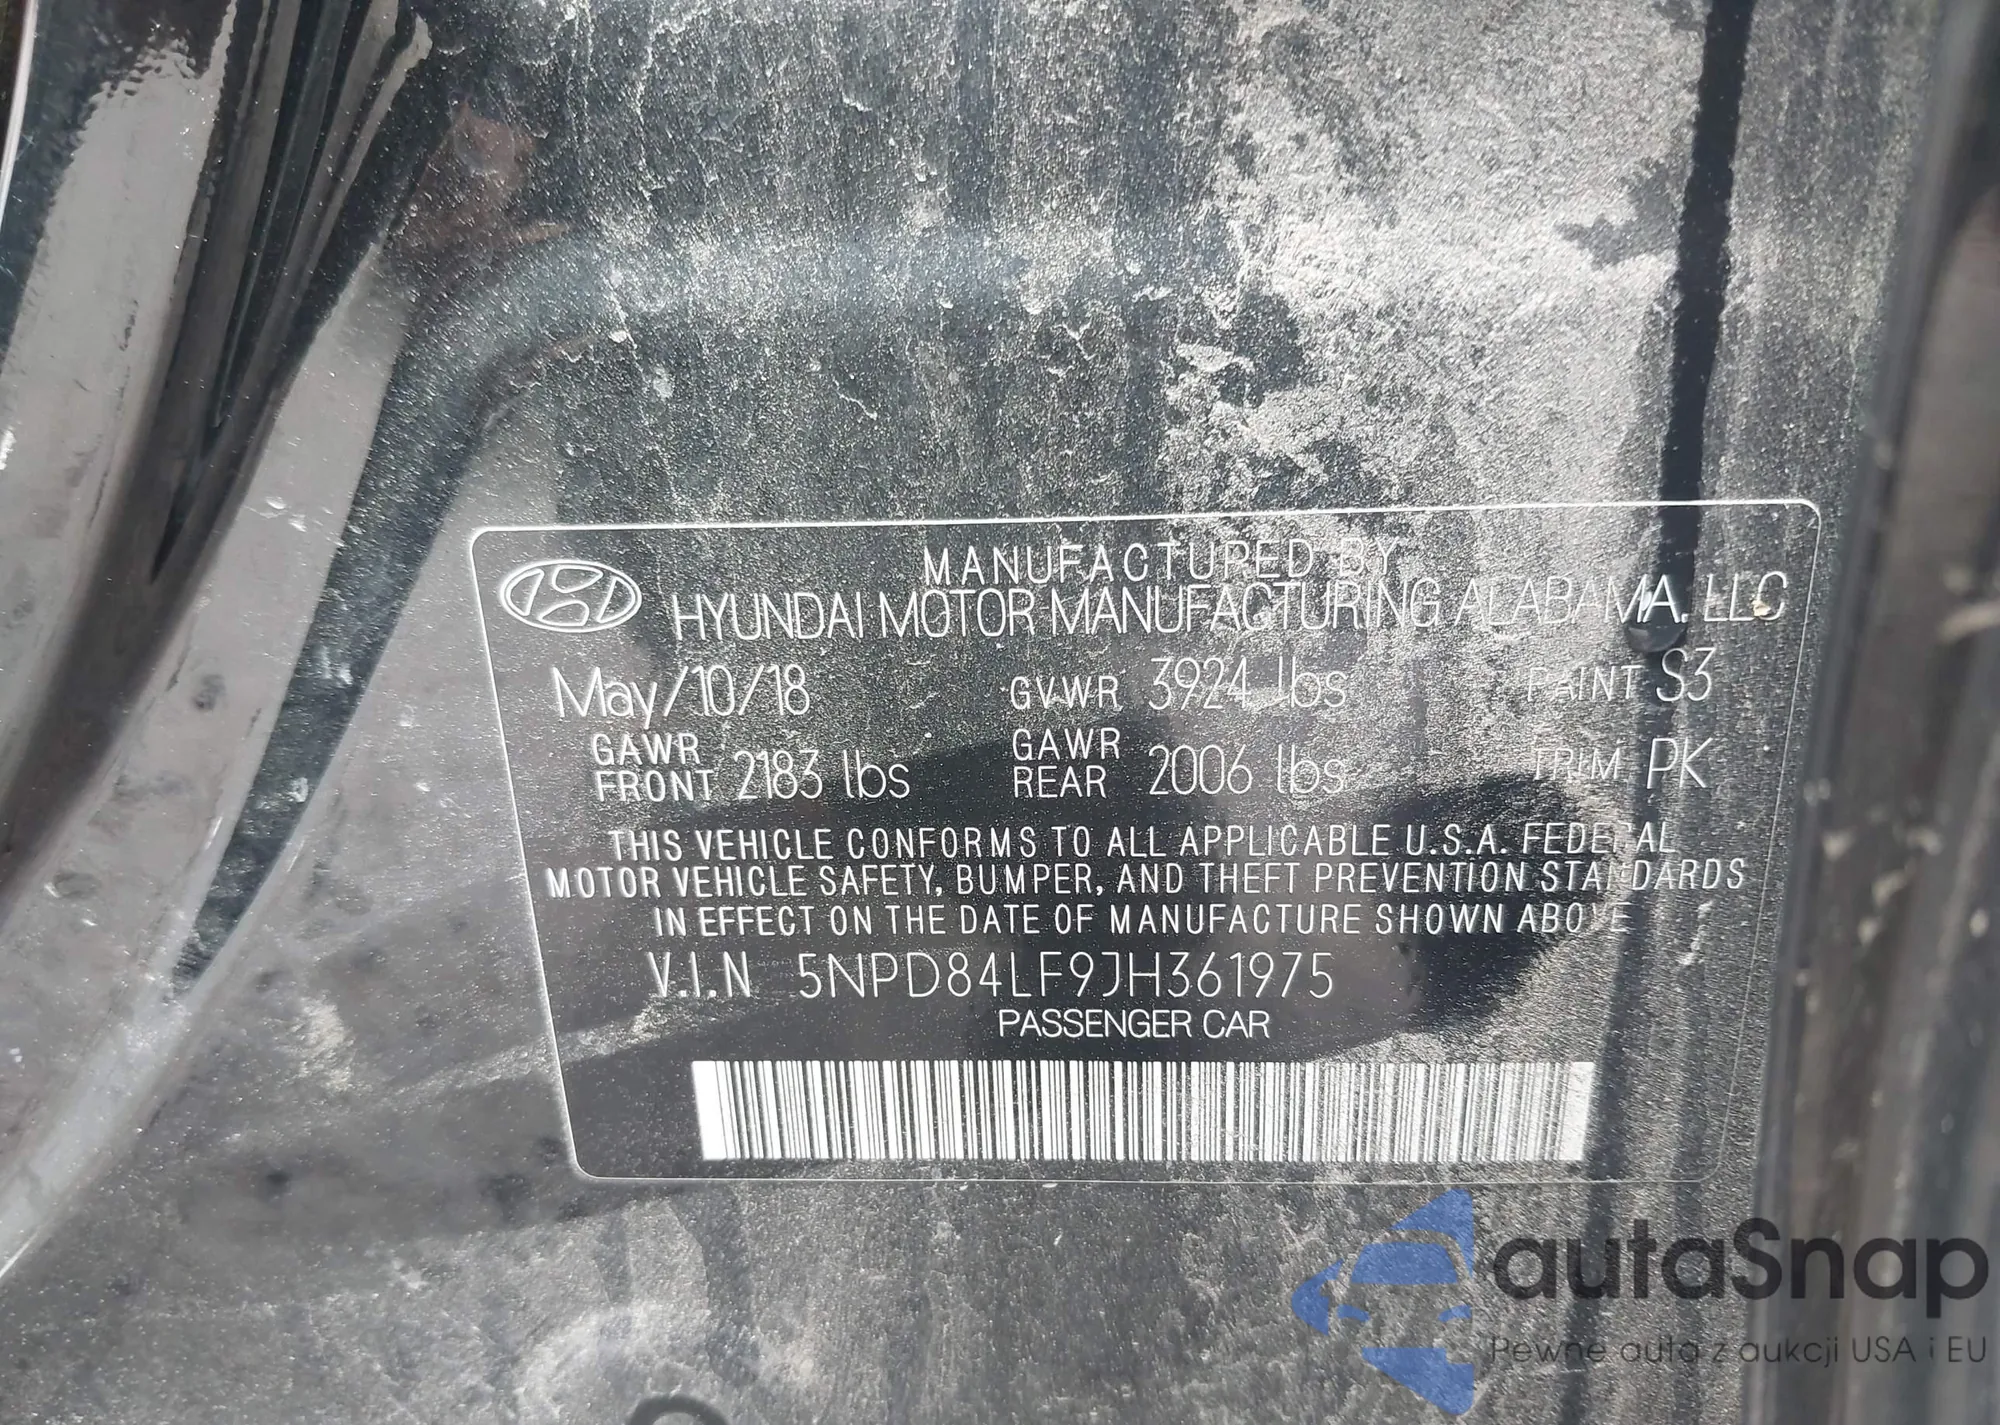 MANUFACTURED BY
HYUNDAI MOTOR MANUFACTURING ALABAMA, LLC
May/10/18 GVWR 3924 lbs PAINT S3
GAWR FRONT 2183 lbs GAWR REAR 2006 lbs TRIM PK
THIS VEHICLE CONFORMS TO ALL APPLICABLE U.S.A. FEDERAL
MOTOR VEHICLE SAFETY, BUMPER, AND THEFT PREVENTION STANDARDS
IN EFFECT ON THE DATE OF MANUFACTURE SHOWN ABOVE
V.I.N 5NPD84LF9JH361975
PASSENGER CAR
autaSnap
Pewne auta z aukcji USA i EU